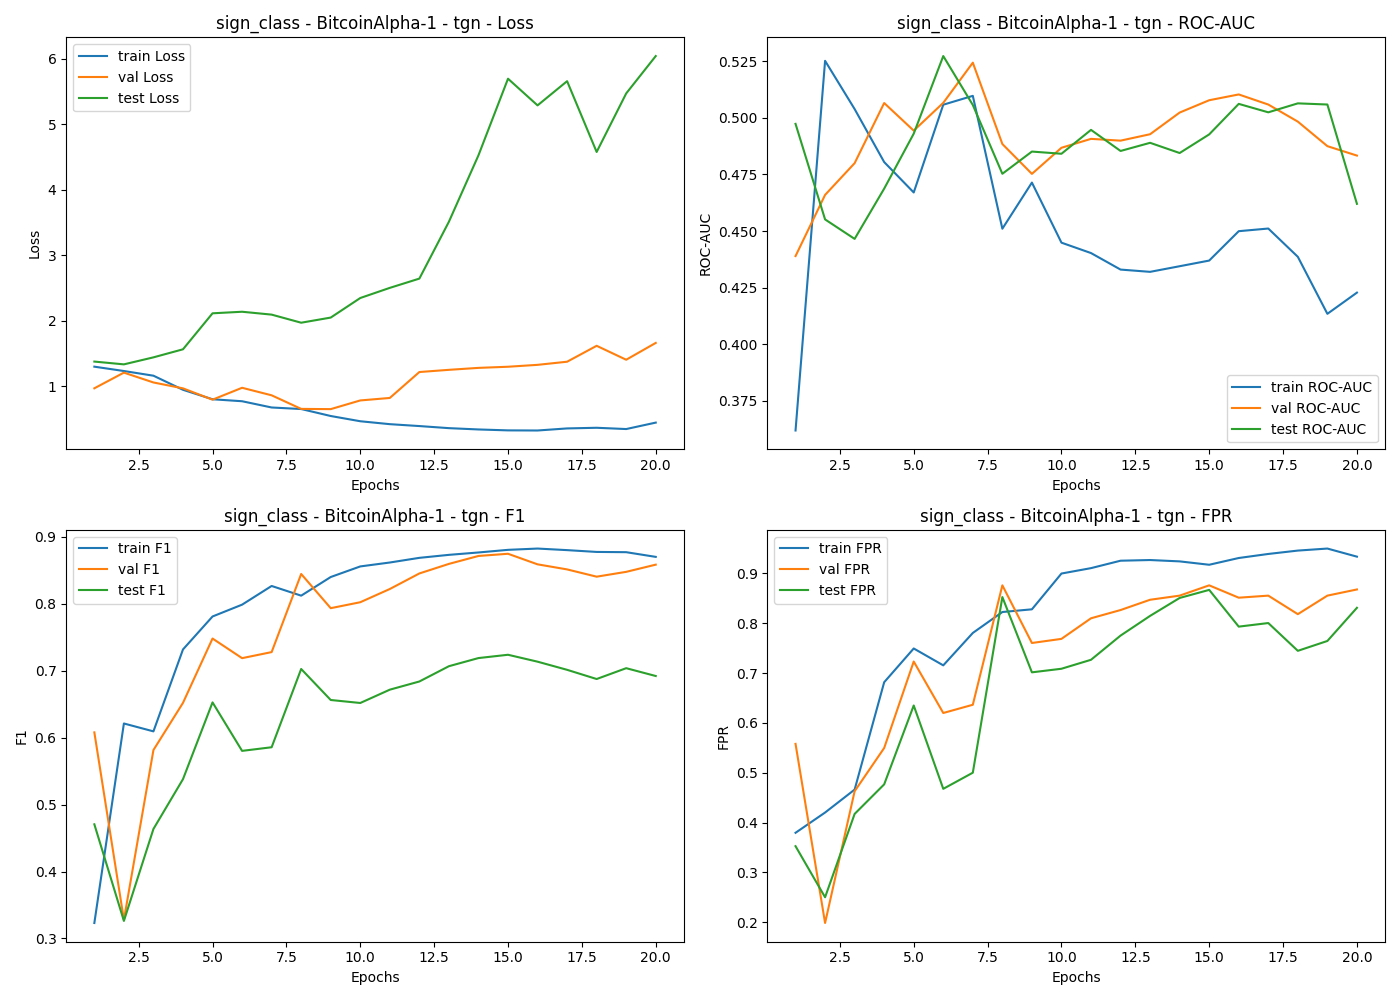 sign_class - BitcoinAlpha-1 - tgn - Loss
train Loss
val Loss
test Loss
6
5
4
3
2
1
Loss
2.5 5.0 7.5 10.0 12.5 15.0 17.5 20.0
Epochs
sign_class - BitcoinAlpha-1 - tgn - ROC-AUC
0.525
0.500
0.475
0.450
0.425
0.400
0.375
ROC-AUC
train ROC-AUC
val ROC-AUC
test ROC-AUC
2.5 5.0 7.5 10.0 12.5 15.0 17.5 20.0
Epochs
sign_class - BitcoinAlpha-1 - tgn - F1
train F1
val F1
test F1
0.9
0.8
0.7
0.6
0.5
0.4
0.3
F1
2.5 5.0 7.5 10.0 12.5 15.0 17.5 20.0
Epochs
sign_class - BitcoinAlpha-1 - tgn - FPR
train FPR
val FPR
test FPR
0.9
0.8
0.7
0.6
0.5
0.4
0.3
0.2
FPR
2.5 5.0 7.5 10.0 12.5 15.0 17.5 20.0
Epochs